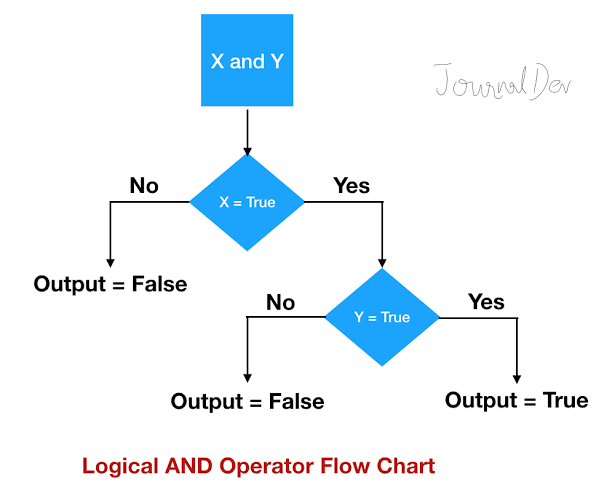 X and Y
JournalDev
No
X = True
Yes
Output = False
No
Y = True
Yes
Output = False
Output = True
Logical AND Operator Flow Chart